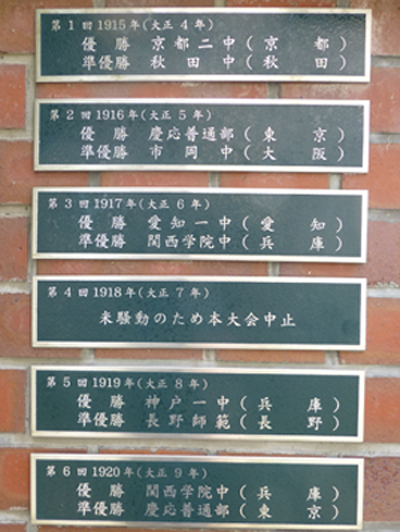 第1回 1915年(大正4年)
優勝 京都二中(京都)
準優勝 秋田中(秋田)
第2回 1916年(大正5年)
優勝 慶応普通部(東京)
準優勝 市岡中(大阪)
第3回 1917年(大正6年)
優勝 愛知一中(愛知)
準優勝 関西学院中(兵庫)
第4回 1918年(大正7年)
米騒動のため本大会中止
第5回 1919年(大正8年)
優勝 神戸一中(兵庫)
準優勝 長野師範(長野)
第6回 1920年(大正9年)
優勝 関西学院中(兵庫)
準優勝 慶応普通部(東京)